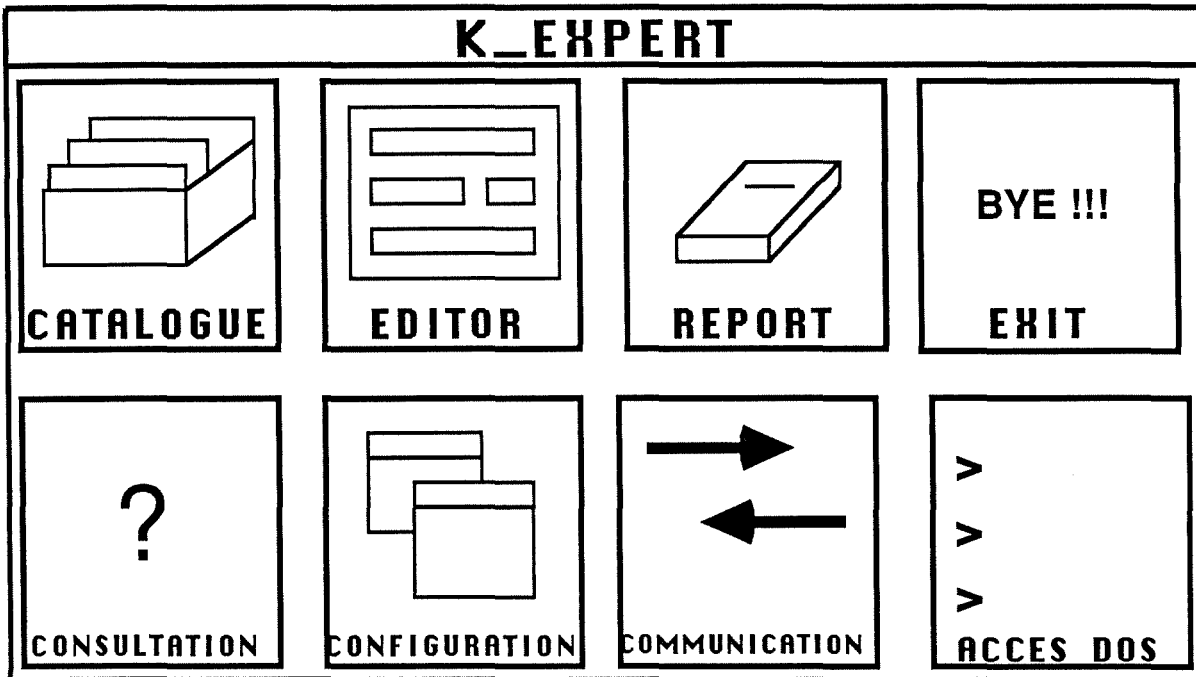 K_EXPERT
CATALOGUE
EDITOR
REPORT
BYE !!!
EXIT
?
CONSULTATION
CONFIGURATION
COMMUNICATION
>
>
>
ACCES DOS